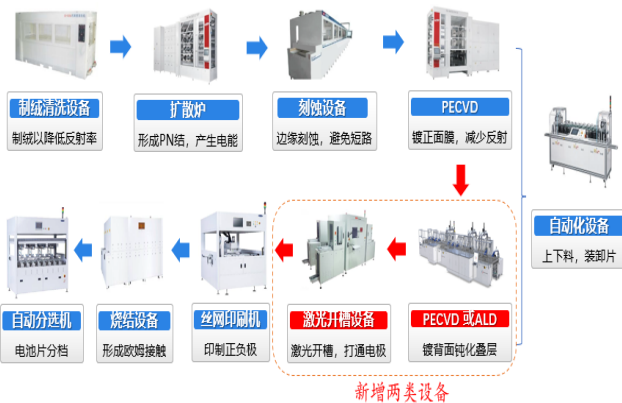 制绒清洗设备
制绒以降低反射率
扩散炉
形成PN结，产生电能
刻蚀设备
边缘刻蚀，避免短路
PECVD
镀正面膜，减少反射
自动化设备
上下料，装卸片
自动分选机
电池片分档
烧结设备
形成欧姆接触
丝网印刷机
印制正负极
激光开槽设备
激光开槽，打通电极
PECVD 或ALD
镀背面钝化叠层
新增两类设备